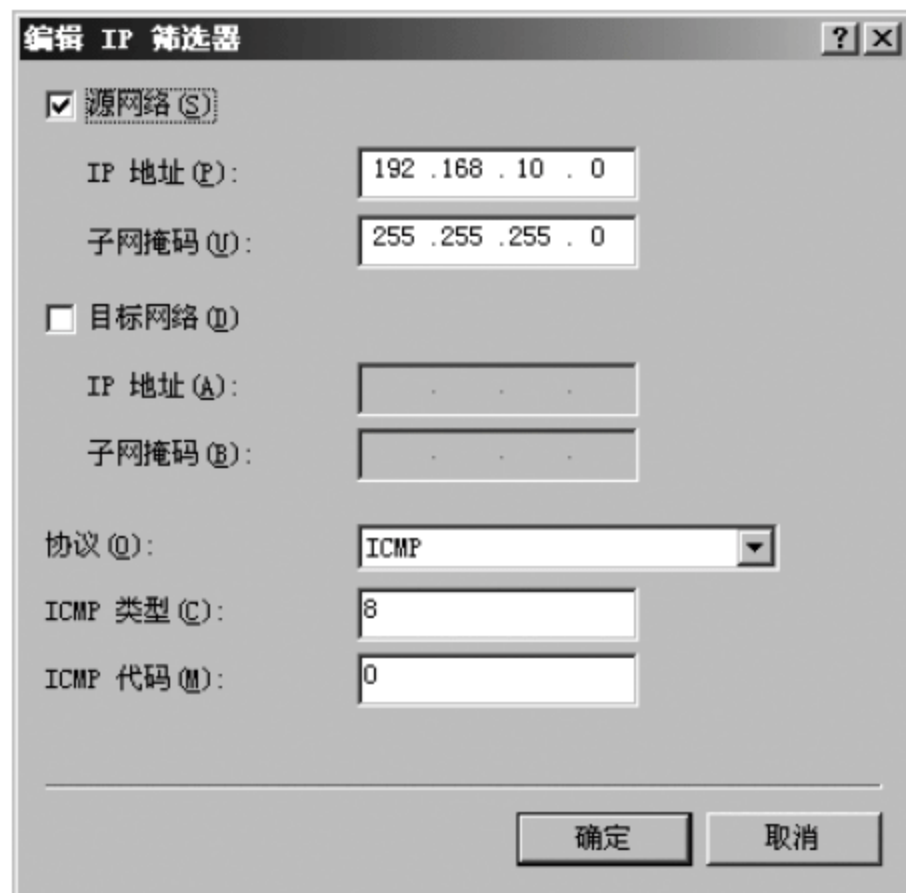 编辑 IP 筛选器
源网络(S)
IP 地址(P): 192 .168 . 10 . 0
子网掩码(U): 255 .255 .255 . 0
目标网络(D)
IP 地址(A): . . .
子网掩码(B): . . .
协议(O): ICMP
ICMP 类型(C): 8
ICMP 代码(M): 0
确定 取消